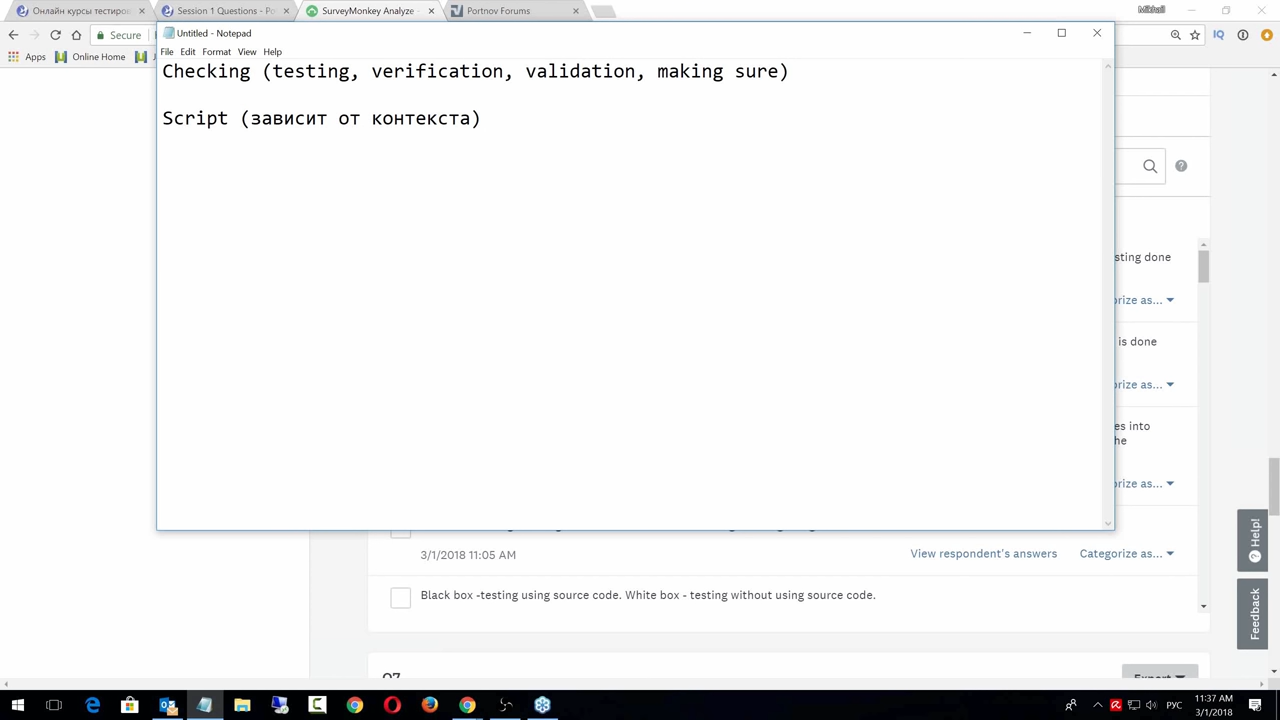 Онлайн курсы тестиров
Session 1 Questions - Po
SurveyMonkey Analyze -
Portnov Forums
Mikhail
Secure
Apps
Online Home
Untitled - Notepad
File Edit Format View Help
Checking (testing, verification, validation, making sure)
Script (зависит от контекста)
sting done
orize as...
is done
orize as...
es into
he
orize as...
3/1/2018 11:05 AM
View respondent's answers
Categorize as...
Black box -testing using source code. White box - testing without using source code.
Export
Help!
Feedback
РУС
11:37 AM
3/1/2018